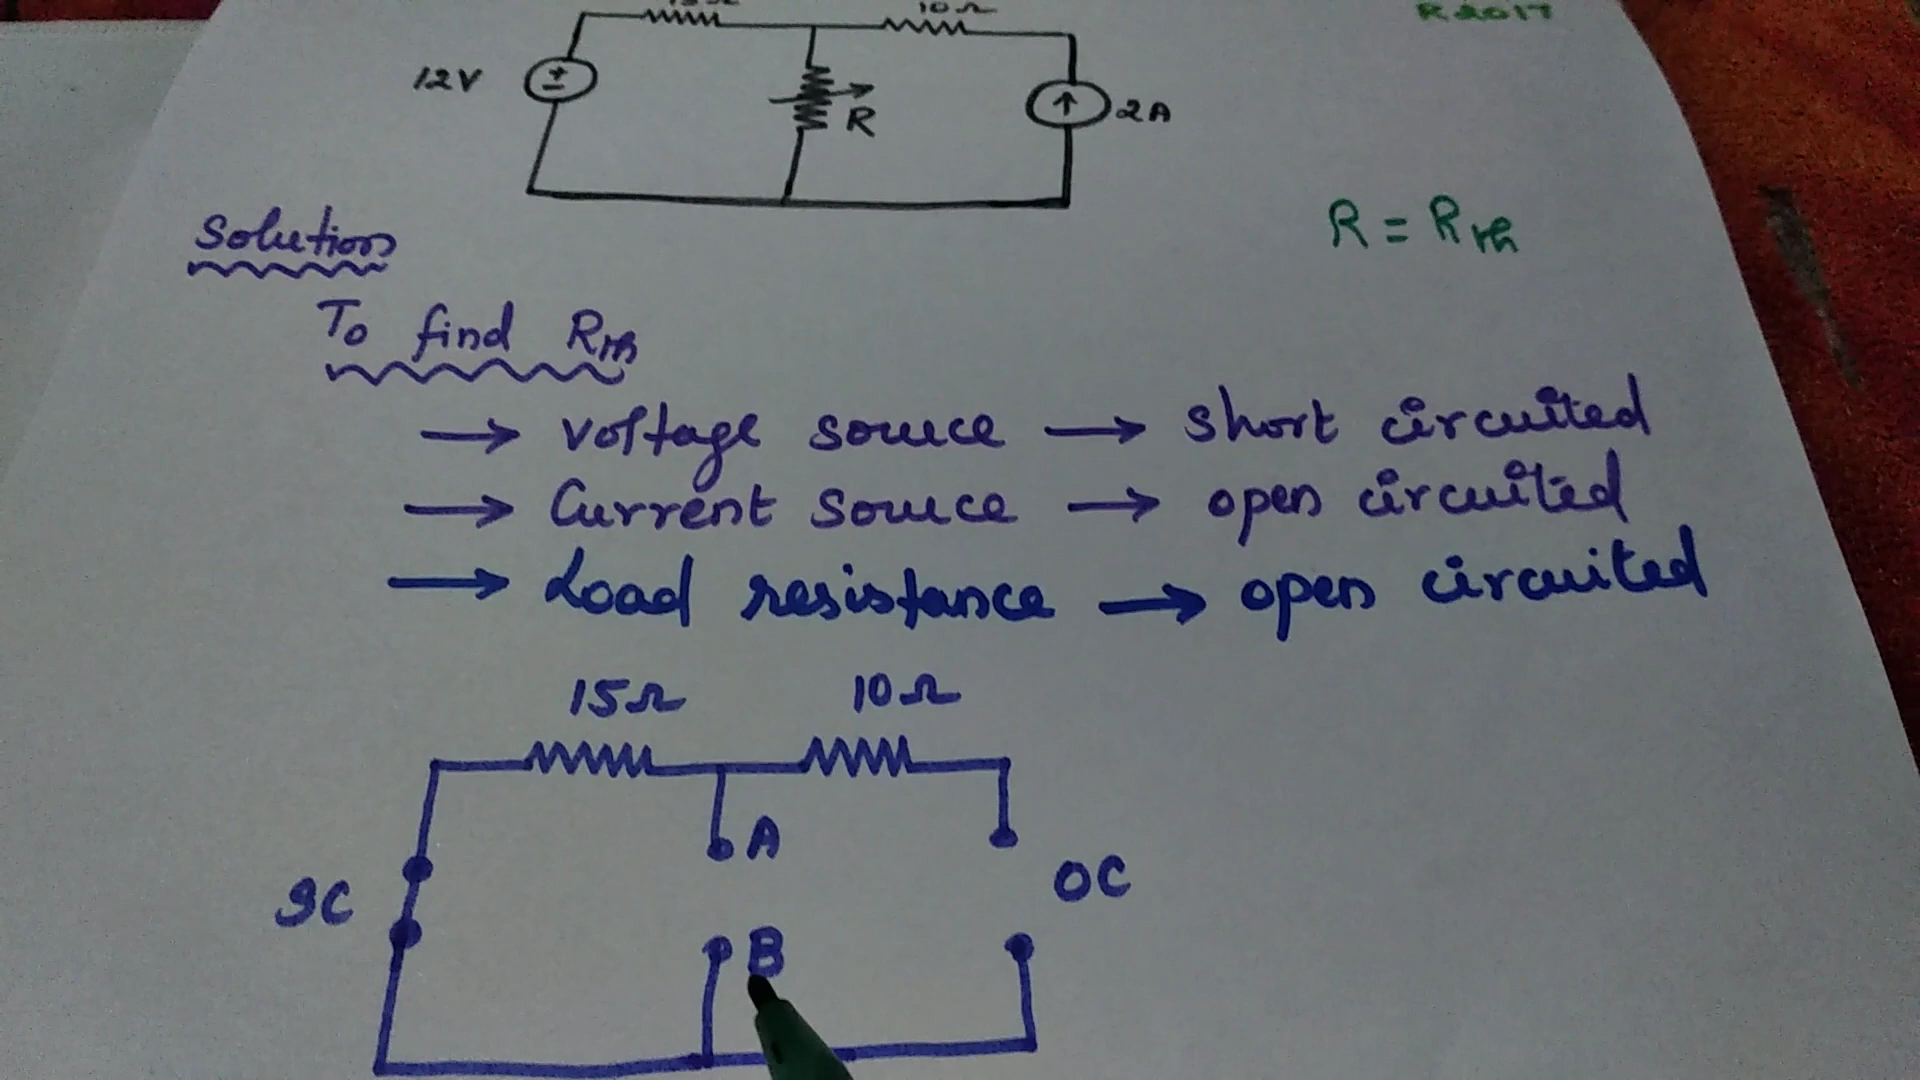 10Ω
R2017
12V
R
2A
Solution
R = Rth
To find Rth
→ Voltage source → short circuited
→ Current source → open circuited
→ Load resistance → open circuited
15Ω
10Ω
A
SC
OC
B